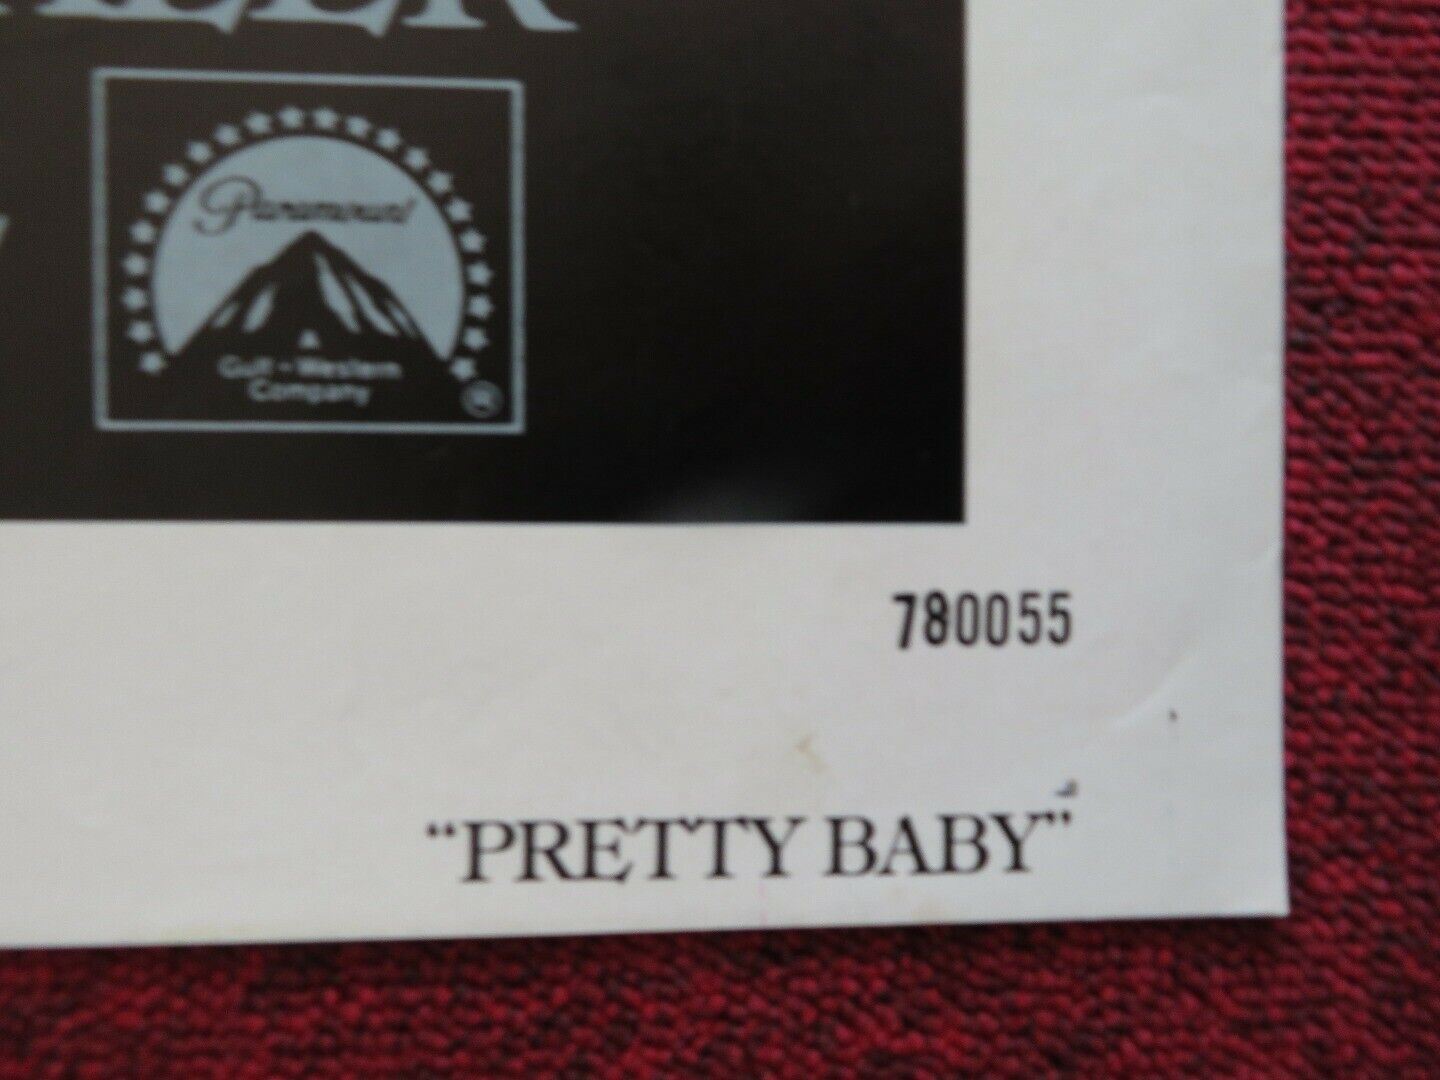 Paramount
A
Gulf + Western
Company
®
780055
"PRETTY BABY"